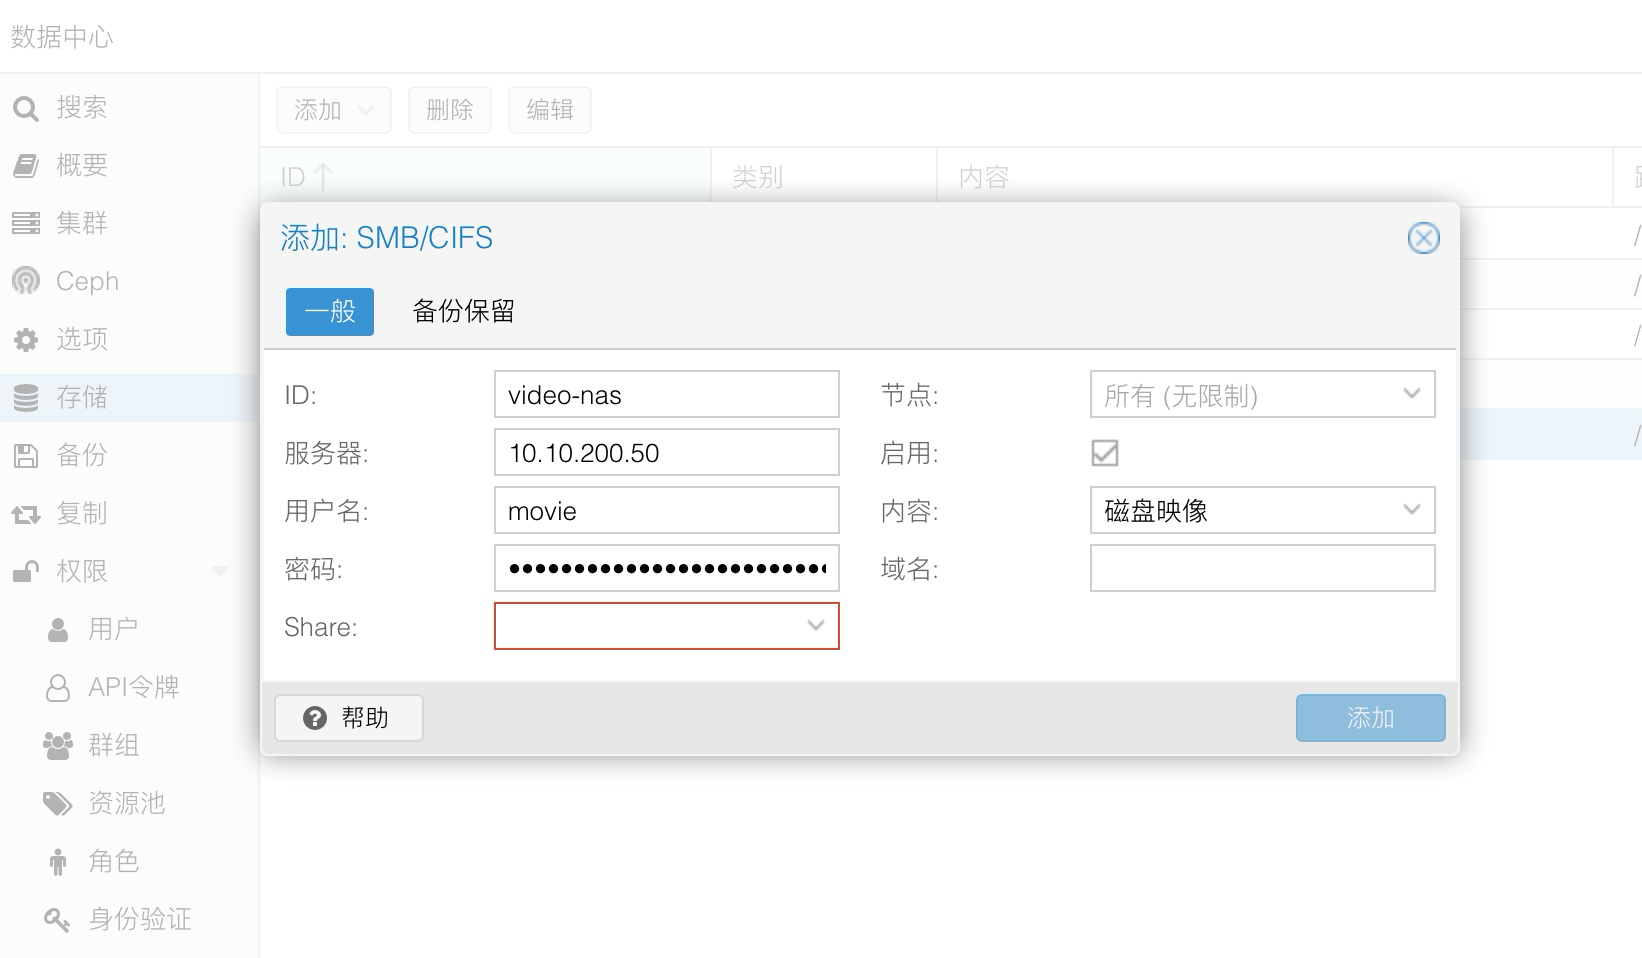 数据中心
搜索
概要
集群
Ceph
选项
存储
备份
复制
权限
用户
API令牌
群组
资源池
角色
身份验证
添加 删除 编辑
ID 类别 内容
/
/
/
/
添加: SMB/CIFS
一般 备份保留
ID: video-nas 节点: 所有 (无限制)
服务器: 10.10.200.50 启用:
用户名: movie 内容: 磁盘映像
密码: ●●●●●●●●●●●●●●●●●●●●●●●●● 域名:
Share:
帮助 添加